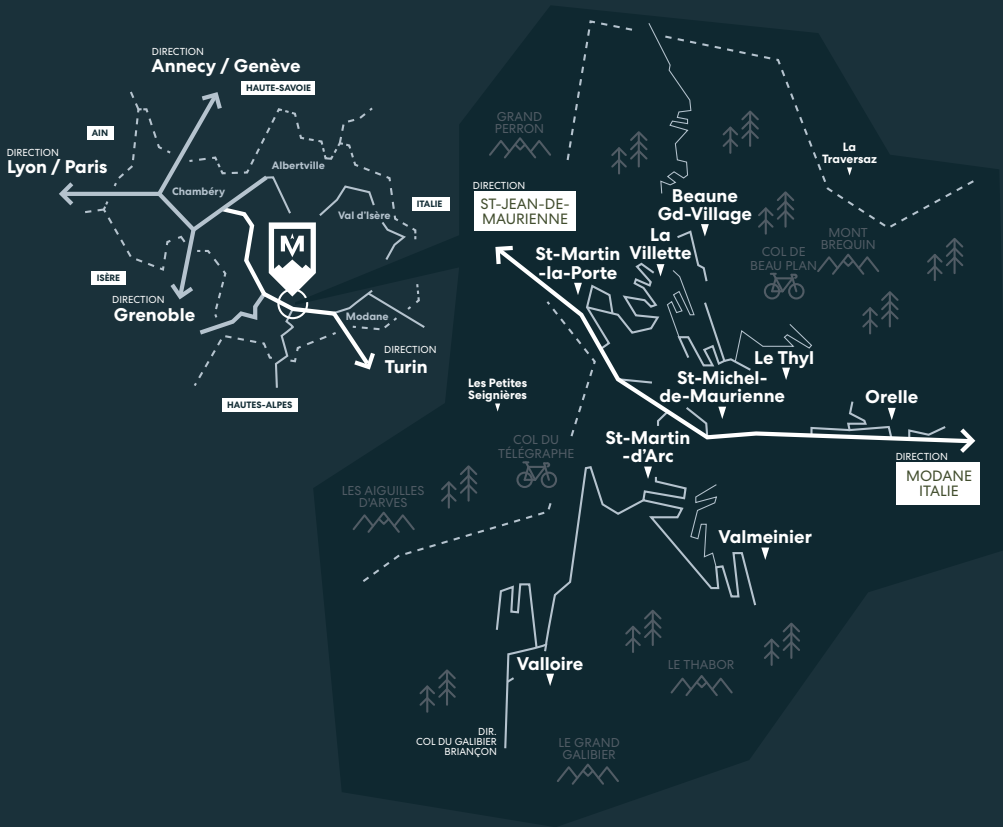 DIRECTION
Annecy / Genève
HAUTE-SAVOIE
AIN
DIRECTION
Lyon / Paris
Albertville
Chambéry
Val d'Isère
ITALIE
M
ISÈRE
DIRECTION
Grenoble
Modane
DIRECTION
Turin
HAUTES-ALPES
GRAND
PERRON
La
Traversaz
DIRECTION
ST-JEAN-DE-
MAURIENNE
Beaune
Gd-Village
La
Villette
St-Martin
-la-Porte
MONT
BREQUIN
COL DE
BEAU PLAN
Le Thyl
St-Michel-
de-Maurienne
Les Petites
Seignières
Orelle
St-Martin
-d'Arc
COL DU
TÉLÉGRAPHE
DIRECTION
MODANE
ITALIE
LES AIGUILLES
D'ARVES
Valmeinier
Valloire
LE THABOR
DIR.
COL DU GALIBIER
BRIANÇON
LE GRAND
GALIBIER